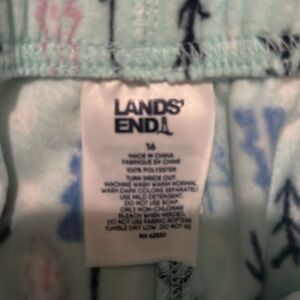 LANDS'
END
16
MADE IN CHINA
FABRIQUÉ EN CHINE
100% POLYESTER
TURN INSIDE OUT.
MACHINE WASH WARM NORMAL
WASH DARK COLORS SEPARATELY
USE MILD DETERGENT.
DO NOT USE SOAP.
ONLY NON-CHLORINE
BLEACH WHEN NEEDED.
DO NOT USE FABRIC SOFTENER
TUMBLE DRY LOW. DO NOT
RN